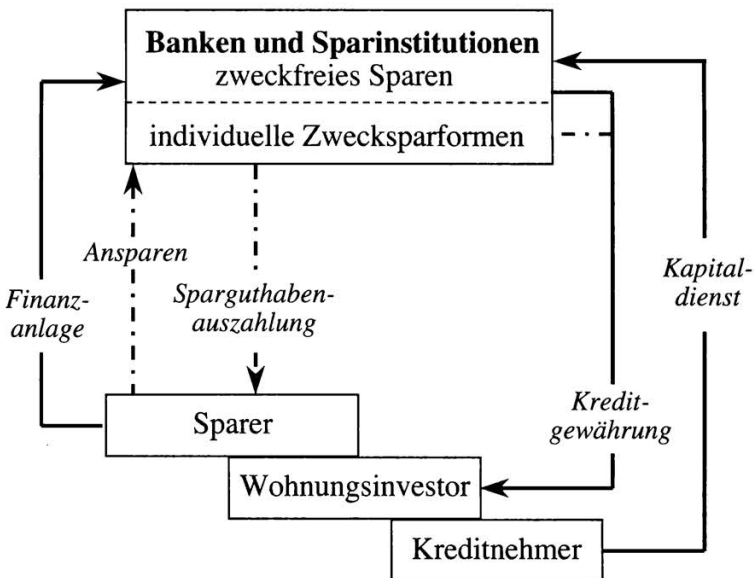 Banken und Sparinstitutionen
zweckfreies Sparen
individuelle Zwecksparformen
Ansparen
Finanz-
anlage
Sparguthaben-
auszahlung
Kapital-
dienst
Kredit-
gewährung
Sparer
Wohnungsinvestor
Kreditnehmer